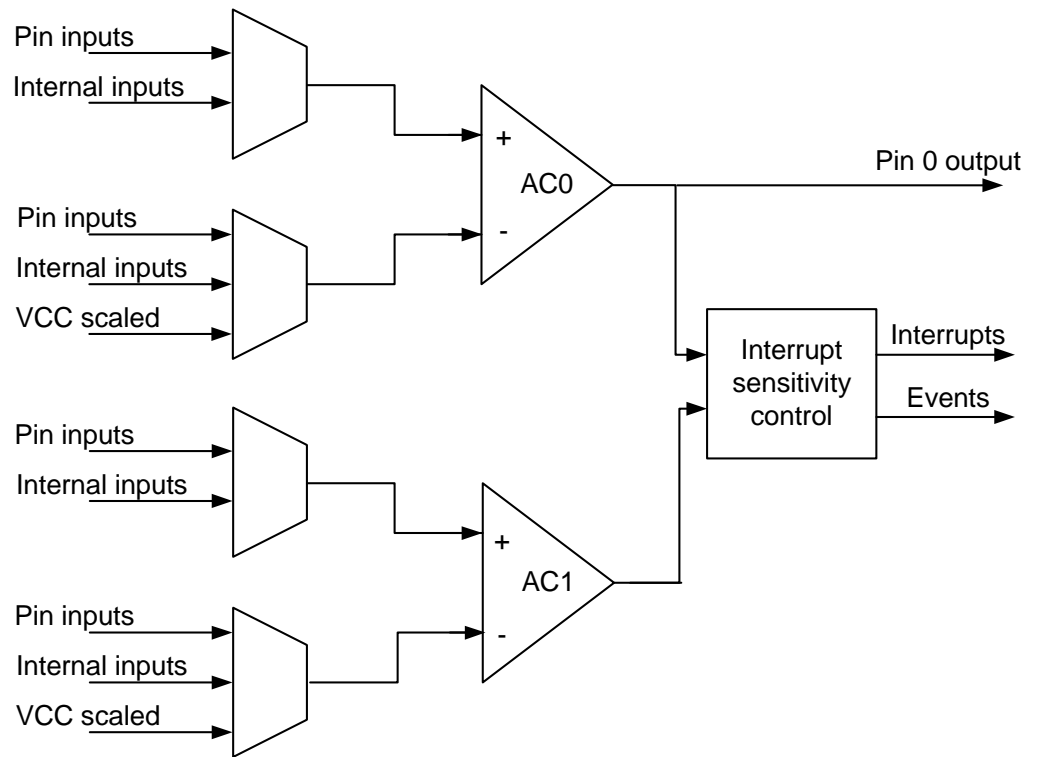 Pin inputs
Internal inputs
+
AC0
-
Pin 0 output
Pin inputs
Internal inputs
VCC scaled
Interrupt
sensitivity
control
Interrupts
Events
Pin inputs
Internal inputs
+
AC1
-
Pin inputs
Internal inputs
VCC scaled